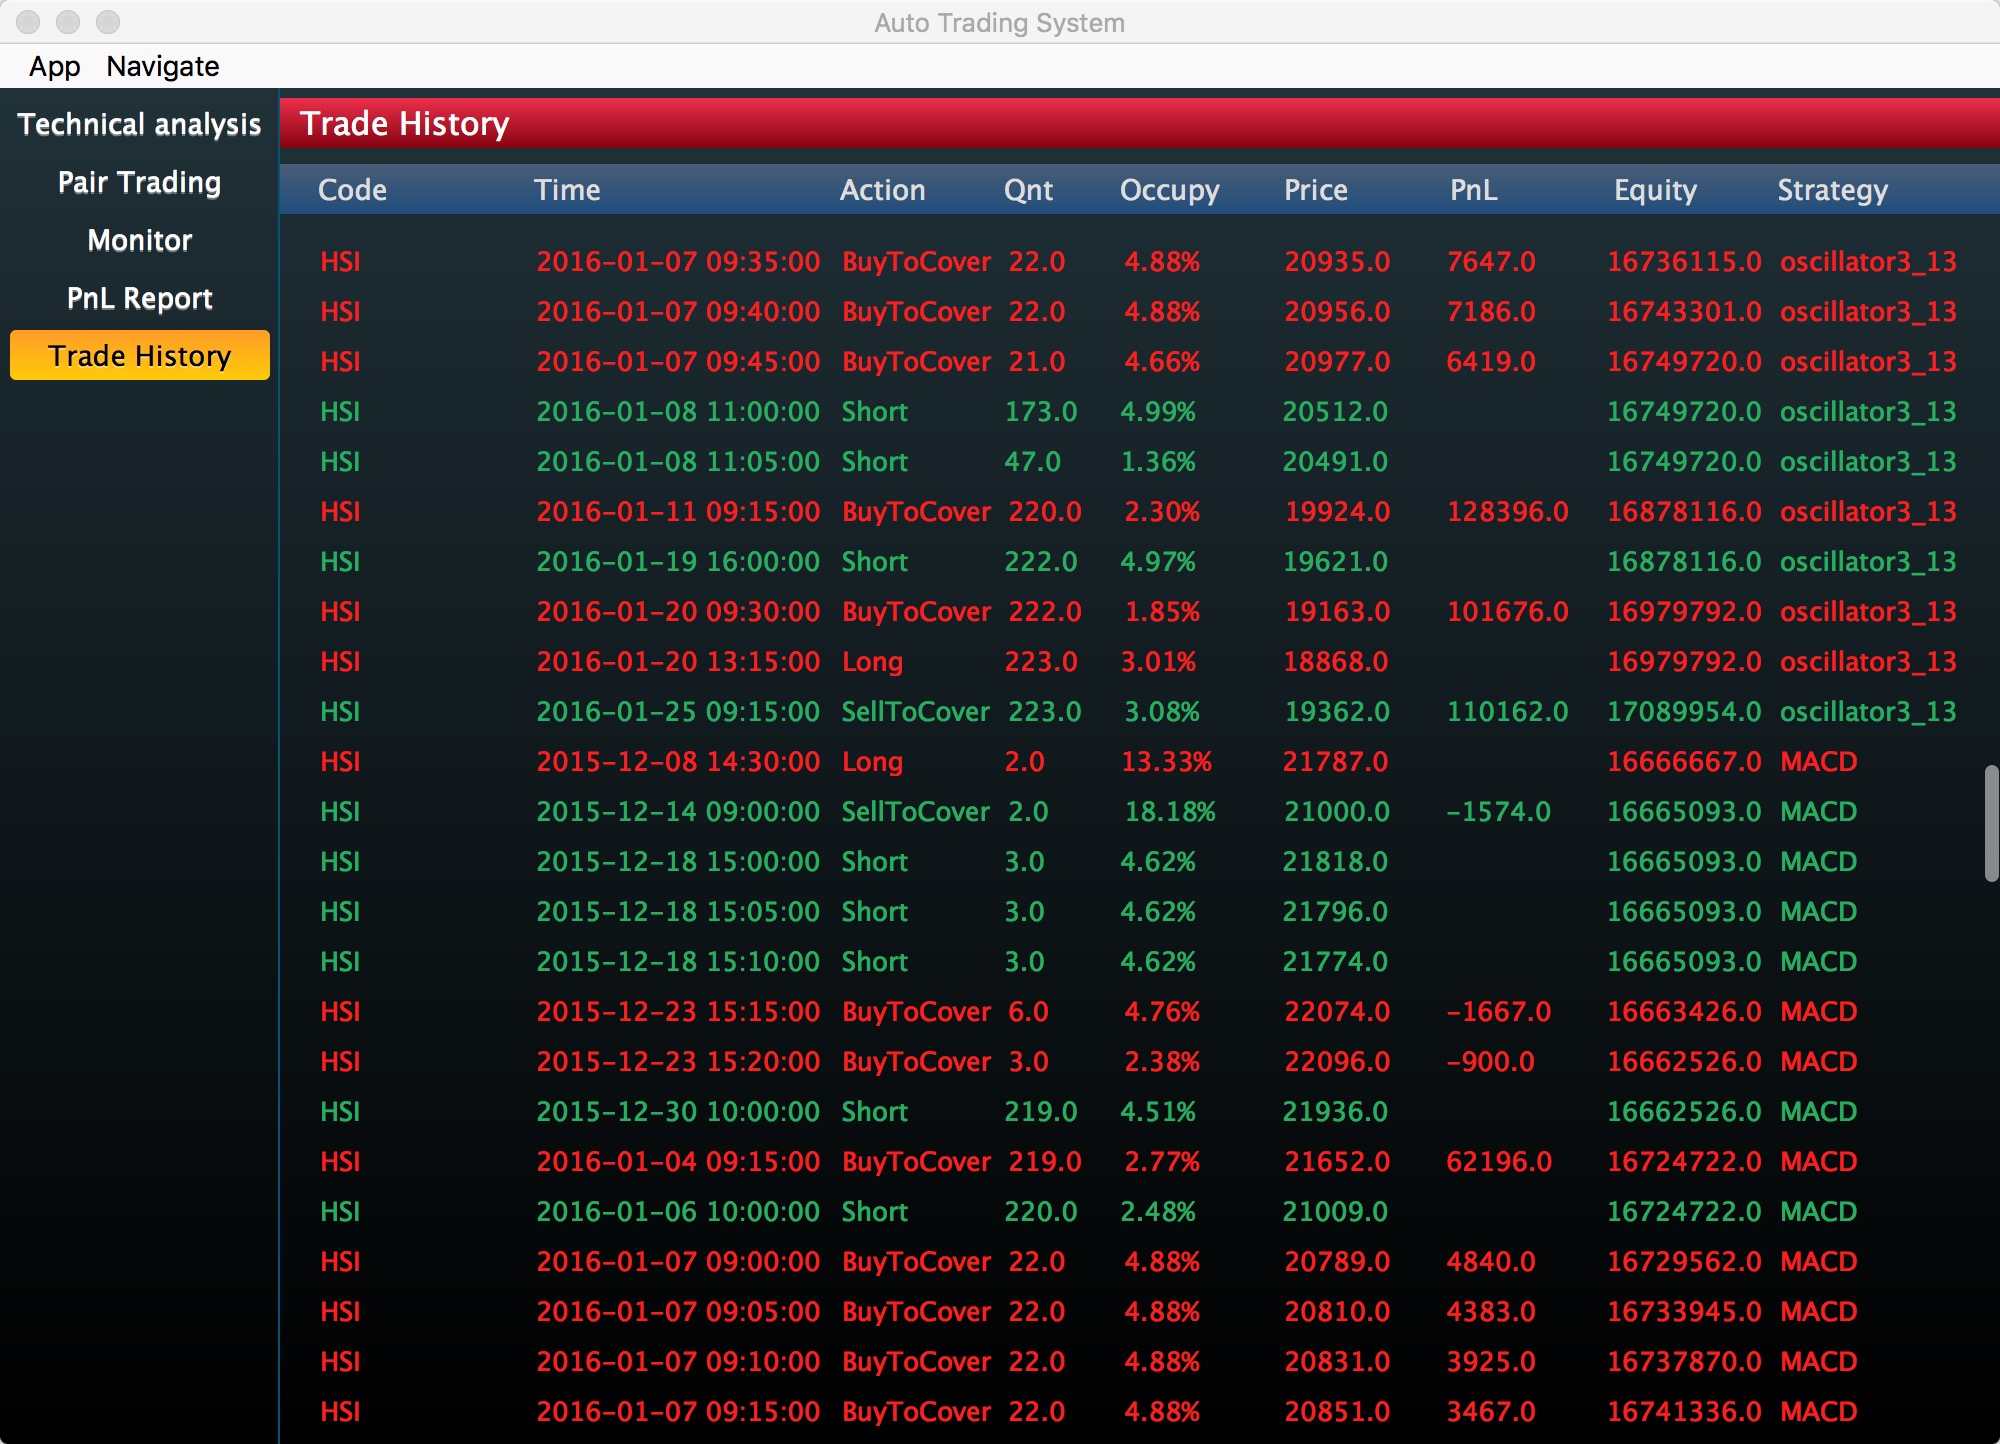 Auto Trading System
App Navigate
Technical analysis
Pair Trading
Monitor
PnL Report
Trade History
Trade History
Code Time Action Qnt Occupy Price PnL Equity Strategy
HSI 2016-01-07 09:35:00 BuyToCover 22.0 4.88% 20935.0 7647.0 16736115.0 oscillator3_13
HSI 2016-01-07 09:40:00 BuyToCover 22.0 4.88% 20956.0 7186.0 16743301.0 oscillator3_13
HSI 2016-01-07 09:45:00 BuyToCover 21.0 4.66% 20977.0 6419.0 16749720.0 oscillator3_13
HSI 2016-01-08 11:00:00 Short 173.0 4.99% 20512.0 16749720.0 oscillator3_13
HSI 2016-01-08 11:05:00 Short 47.0 1.36% 20491.0 16749720.0 oscillator3_13
HSI 2016-01-11 09:15:00 BuyToCover 220.0 2.30% 19924.0 128396.0 16878116.0 oscillator3_13
HSI 2016-01-19 16:00:00 Short 222.0 4.97% 19621.0 16878116.0 oscillator3_13
HSI 2016-01-20 09:30:00 BuyToCover 222.0 1.85% 19163.0 101676.0 16979792.0 oscillator3_13
HSI 2016-01-20 13:15:00 Long 223.0 3.01% 18868.0 16979792.0 oscillator3_13
HSI 2016-01-25 09:15:00 SellToCover 223.0 3.08% 19362.0 110162.0 17089954.0 oscillator3_13
HSI 2015-12-08 14:30:00 Long 2.0 13.33% 21787.0 16666667.0 MACD
HSI 2015-12-14 09:00:00 SellToCover 2.0 18.18% 21000.0 -1574.0 16665093.0 MACD
HSI 2015-12-18 15:00:00 Short 3.0 4.62% 21818.0 16665093.0 MACD
HSI 2015-12-18 15:05:00 Short 3.0 4.62% 21796.0 16665093.0 MACD
HSI 2015-12-18 15:10:00 Short 3.0 4.62% 21774.0 16665093.0 MACD
HSI 2015-12-23 15:15:00 BuyToCover 6.0 4.76% 22074.0 -1667.0 16663426.0 MACD
HSI 2015-12-23 15:20:00 BuyToCover 3.0 2.38% 22096.0 -900.0 16662526.0 MACD
HSI 2015-12-30 10:00:00 Short 219.0 4.51% 21936.0 16662526.0 MACD
HSI 2016-01-04 09:15:00 BuyToCover 219.0 2.77% 21652.0 62196.0 16724722.0 MACD
HSI 2016-01-06 10:00:00 Short 220.0 2.48% 21009.0 16724722.0 MACD
HSI 2016-01-07 09:00:00 BuyToCover 22.0 4.88% 20789.0 4840.0 16729562.0 MACD
HSI 2016-01-07 09:05:00 BuyToCover 22.0 4.88% 20810.0 4383.0 16733945.0 MACD
HSI 2016-01-07 09:10:00 BuyToCover 22.0 4.88% 20831.0 3925.0 16737870.0 MACD
HSI 2016-01-07 09:15:00 BuyToCover 22.0 4.88% 20851.0 3467.0 16741336.0 MACD